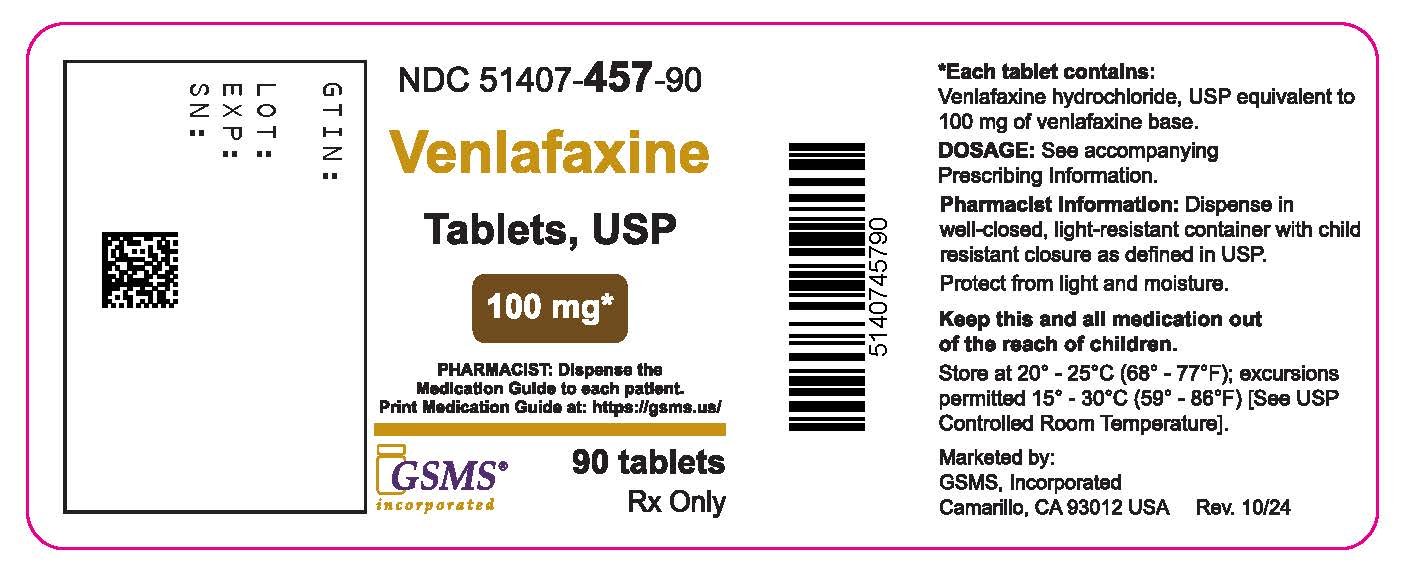 GTIN:
LOT:
EXP:
SN:
NDC 51407-457-90
Venlafaxine
Tablets, USP
100 mg*
PHARMACIST: Dispense the
Medication Guide to each patient.
Print Medication Guide at: https://gsms.us/
GSMS®
incorporated
90 tablets
Rx Only
5140745790
*Each tablet contains:
Venlafaxine hydrochloride, USP equivalent to
100 mg of venlafaxine base.
DOSAGE: See accompanying
Prescribing Information.
Pharmacist Information: Dispense in
well-closed, light-resistant container with child
resistant closure as defined in USP.
Protect from light and moisture.
Keep this and all medication out
of the reach of children.
Store at 20° - 25°C (68° - 77°F); excursions
permitted 15° - 30°C (59° - 86°F) [See USP
Controlled Room Temperature].
Marketed by:
GSMS, Incorporated
Camarillo, CA 93012 USA Rev. 10/24